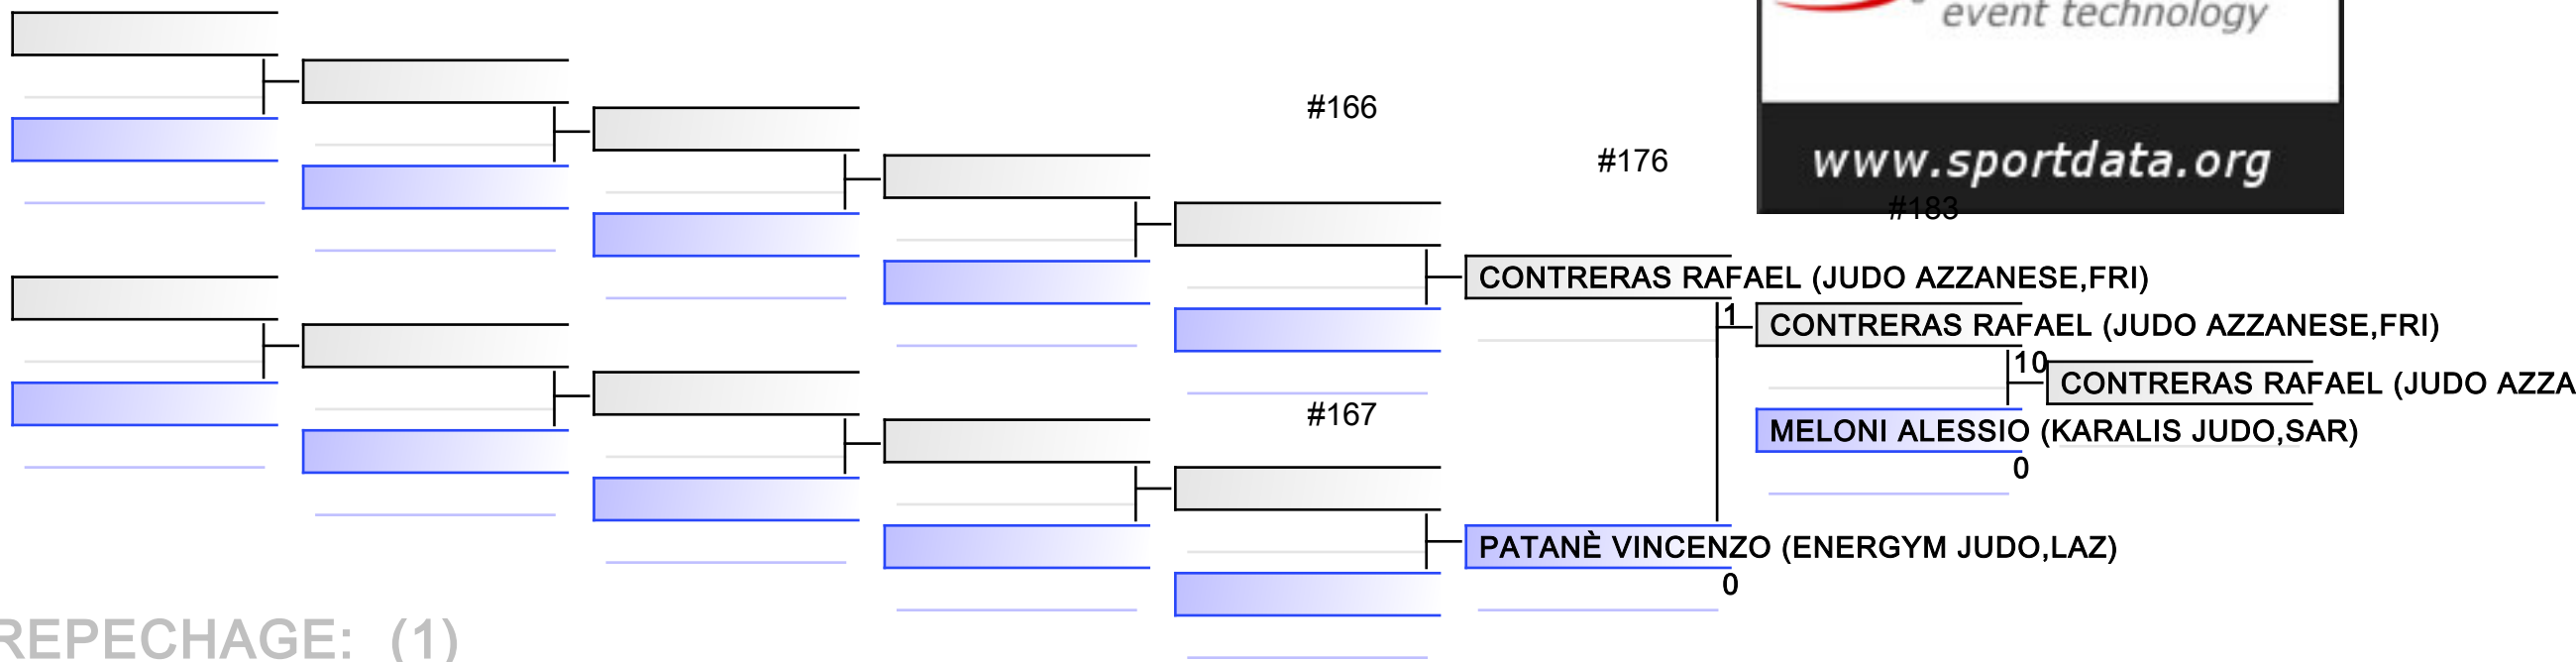 event technology
#166
#176
www.sportdata.org
#183
CONTRERAS RAFAEL (JUDO AZZANESE,FRI)
1
CONTRERAS RAFAEL (JUDO AZZANESE,FRI)
10
CONTRERAS RAFAEL (JUDO AZZA
#167
MELONI ALESSIO (KARALIS JUDO,SAR)
0
PATANÈ VINCENZO (ENERGYM JUDO,LAZ)
0
REPECHAGE: (1)